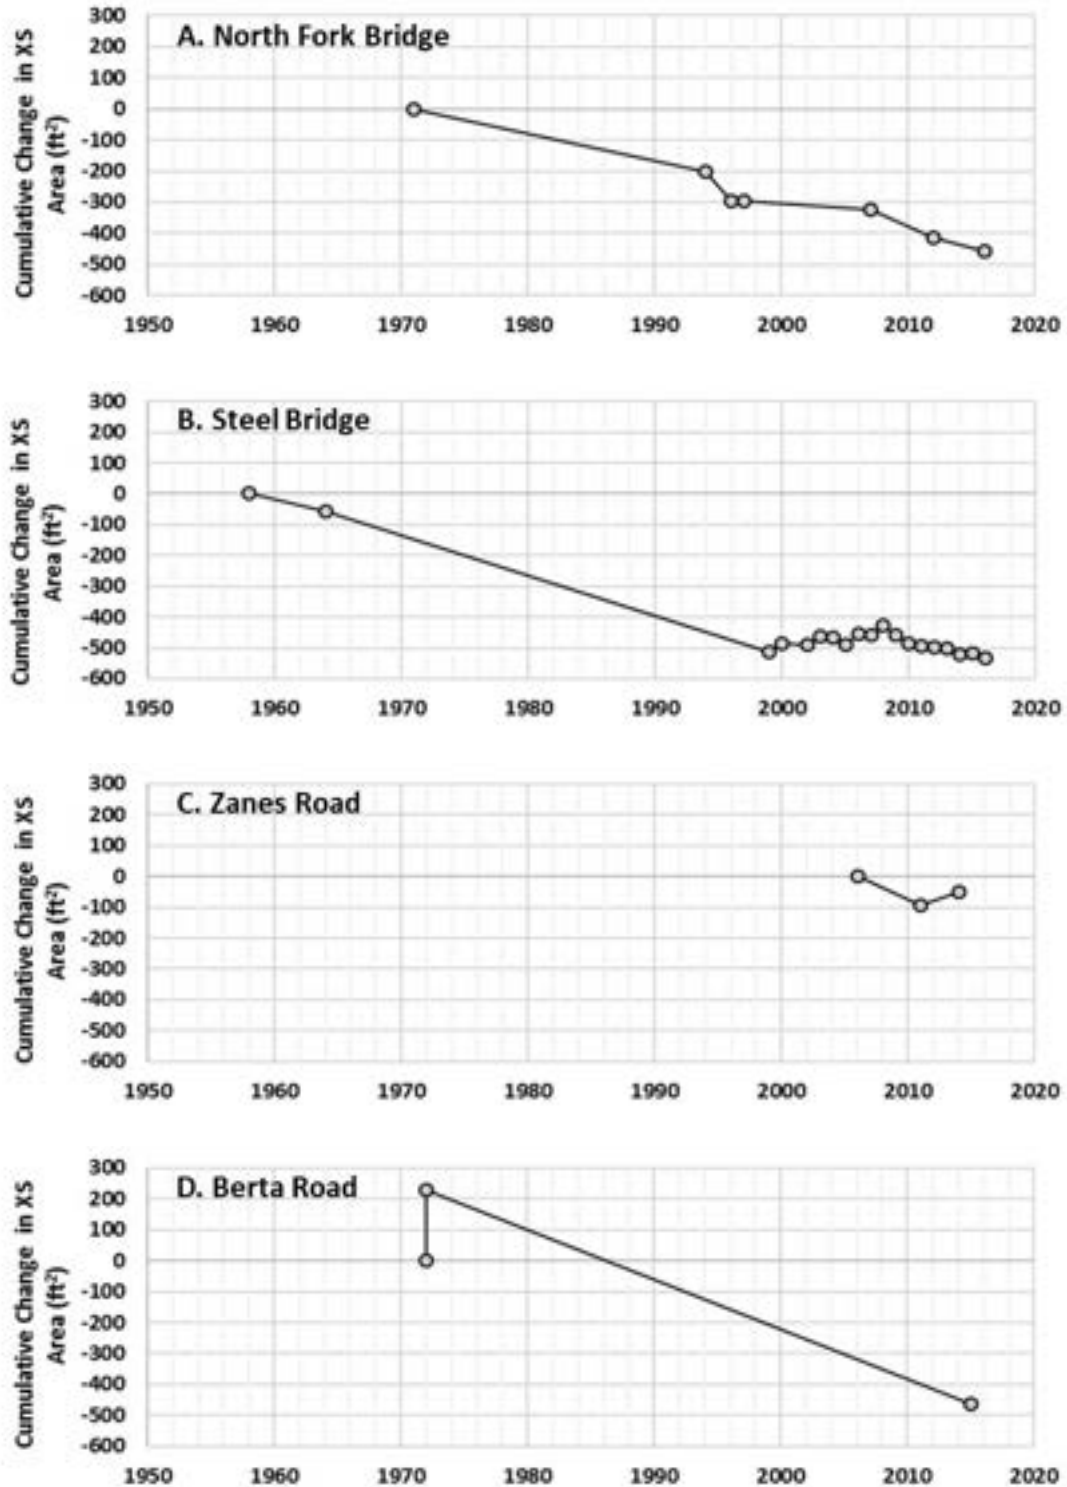 A. North Fork Bridge
Cumulative Change in XS
Area (ft²)
300
200
100
0
-100
-200
-300
-400
-500
-600
1950 1960 1970 1980 1990 2000 2010 2020
B. Steel Bridge
Cumulative Change in XS
Area (ft²)
300
200
100
0
-100
-200
-300
-400
-500
-600
1950 1960 1970 1980 1990 2000 2010 2020
C. Zanes Road
Cumulative Change in XS
Area (ft²)
300
200
100
0
-100
-200
-300
-400
-500
-600
1950 1960 1970 1980 1990 2000 2010 2020
D. Berta Road
Cumulative Change in XS
Area (ft²)
300
200
100
0
-100
-200
-300
-400
-500
-600
1950 1960 1970 1980 1990 2000 2010 2020